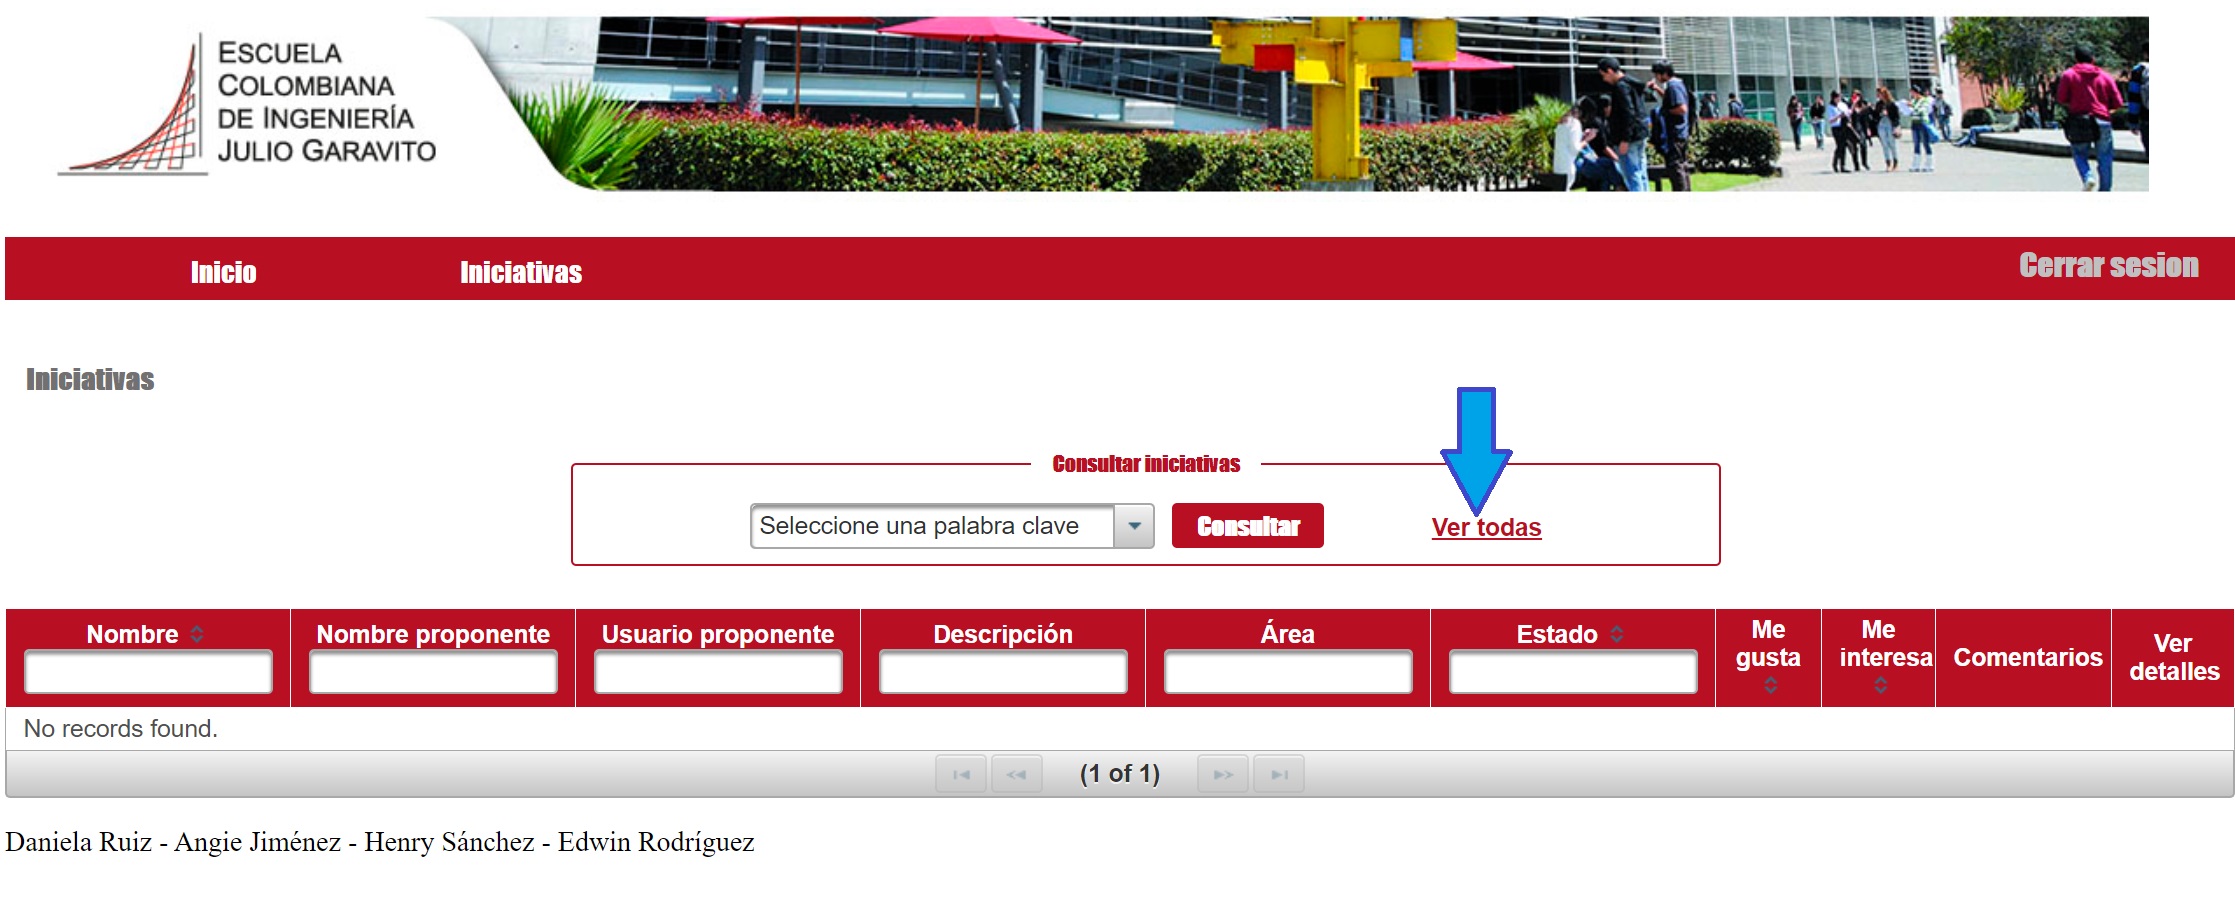 ESCUELA
COLOMBIANA
DE INGENIERÍA
JULIO GARAVITO
Inicio Iniciativas Cerrar sesion
Iniciativas
Consultar iniciativas
Seleccione una palabra clave Consultar Ver todas
Nombre Nombre proponente Usuario proponente Descripción Área Estado Me gusta Me interesa Comentarios Ver detalles
No records found.
(1 of 1)
Daniela Ruiz - Angie Jiménez - Henry Sánchez - Edwin Rodríguez